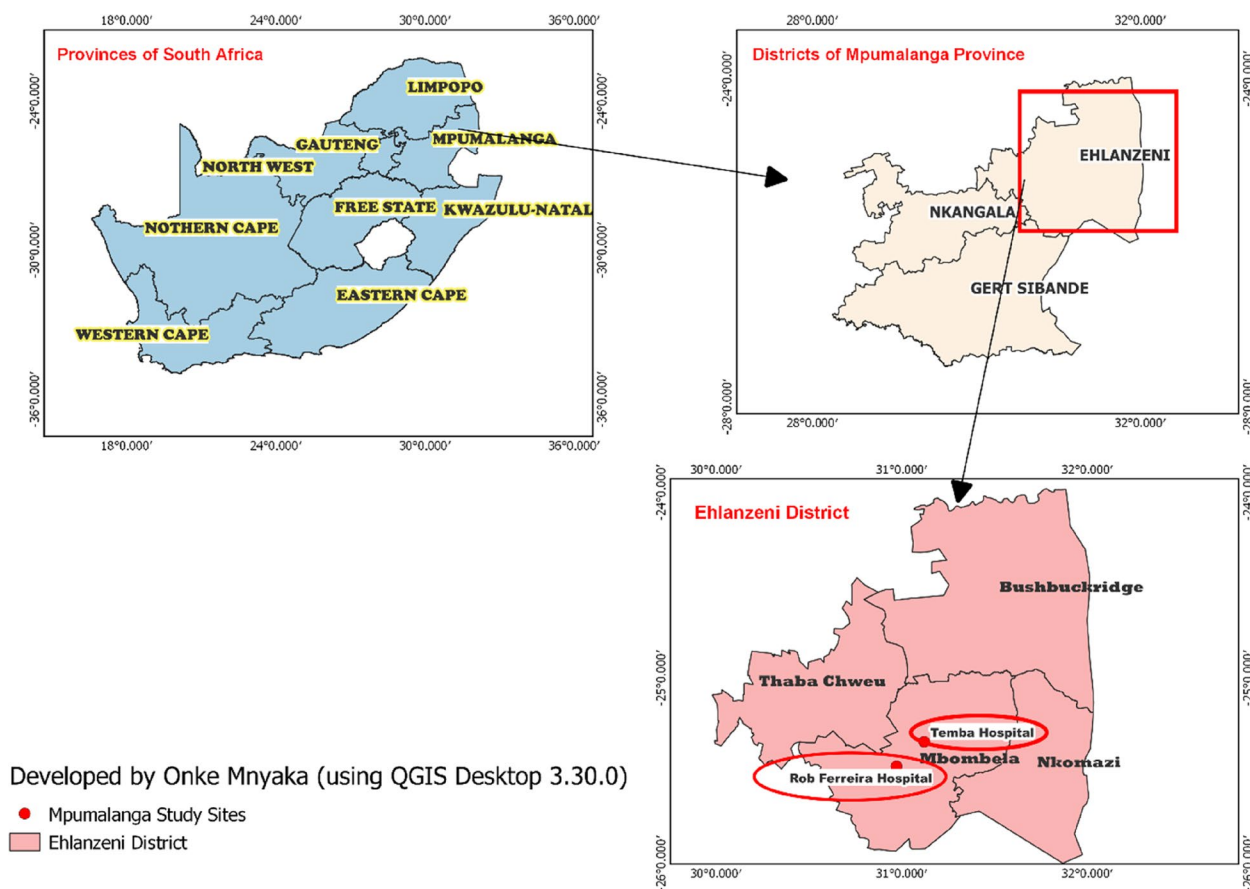 Provinces of South Africa
18°0.000′ 24°0.000′ 30°0.000′ 36°0.000′
-24°0.000′ -30°0.000′ -36°0.000′
LIMPOPO
GAUTENG
MPUMALANGA
NORTH WEST
FREE STATE
KWAZULU-NATAL
NOTHERN CAPE
EASTERN CAPE
WESTERN CAPE
-24°0.000′ -30°0.000′ -36°0.000′
18°0.000′ 24°0.000′ 30°0.000′ 36°0.000′
Districts of Mpumalanga Province
28°0.000′ 32°0.000′
-24°0.000′ -28°0.000′
EHLANZENI
NKANGALA
GERT SIBANDE
-24°0.000′ -28°0.000′
28°0.000′ 32°0.000′
Ehlanzeni District
30°0.000′ 31°0.000′ 32°0.000′
-24°0.000′ -25°0.000′ -26°0.000′
Bushbuckridge
Thaba Chweu
Temba Hospital
Mbombela
Nkomazi
Rob Ferreira Hospital
-24°0.000′ -25°0.000′ -26°0.000′
30°0.000′ 31°0.000′ 32°0.000′
Developed by Onke Mnyaka (using QGIS Desktop 3.30.0)
Mpumalanga Study Sites
Ehlanzeni District